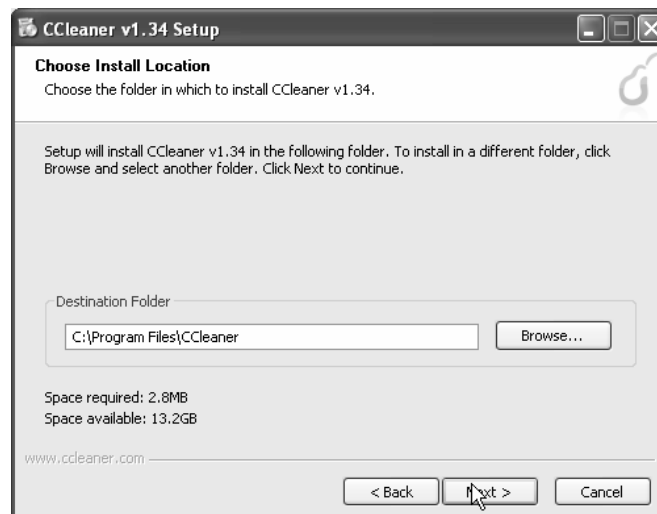 CCleaner v1.34 Setup
Choose Install Location
Choose the folder in which to install CCleaner v1.34.
Setup will install CCleaner v1.34 in the following folder. To install in a different folder, click
Browse and select another folder. Click Next to continue.
Destination Folder
C:\Program Files\CCleaner
Browse...
Space required: 2.8MB
Space available: 13.2GB
www.ccleaner.com
< Back
Next >
Cancel